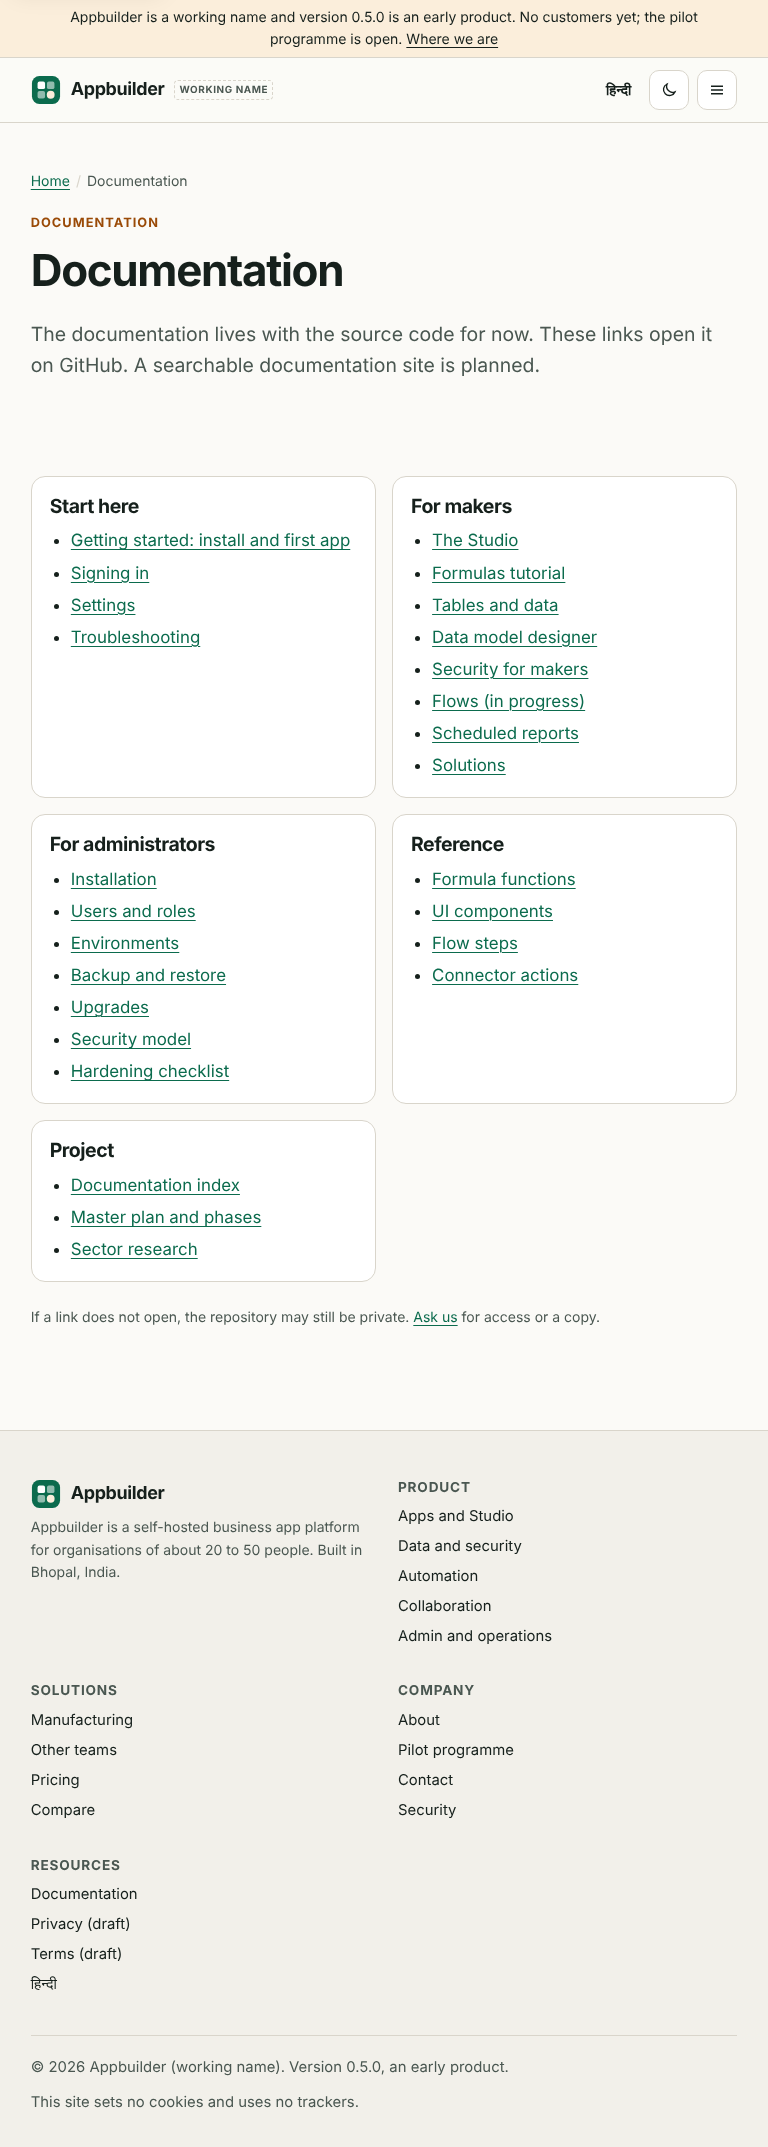 Appbuilder is a working name and version 0.5.0 is an early product. No customers yet; the pilot
programme is open. Where we are
Appbuilder WORKING NAME हिन्दी
Home / Documentation
DOCUMENTATION
Documentation
The documentation lives with the source code for now. These links open it
on GitHub. A searchable documentation site is planned.
Start here
Getting started: install and first app
Signing in
Settings
Troubleshooting
For makers
The Studio
Formulas tutorial
Tables and data
Data model designer
Security for makers
Flows (in progress)
Scheduled reports
Solutions
For administrators
Installation
Users and roles
Environments
Backup and restore
Upgrades
Security model
Hardening checklist
Reference
Formula functions
UI components
Flow steps
Connector actions
Project
Documentation index
Master plan and phases
Sector research
If a link does not open, the repository may still be private. Ask us for access or a copy.
Appbuilder
Appbuilder is a self-hosted business app platform
for organisations of about 20 to 50 people. Built in
Bhopal, India.
PRODUCT
Apps and Studio
Data and security
Automation
Collaboration
Admin and operations
SOLUTIONS
Manufacturing
Other teams
Pricing
Compare
COMPANY
About
Pilot programme
Contact
Security
RESOURCES
Documentation
Privacy (draft)
Terms (draft)
हिन्दी
© 2026 Appbuilder (working name). Version 0.5.0, an early product.
This site sets no cookies and uses no trackers.